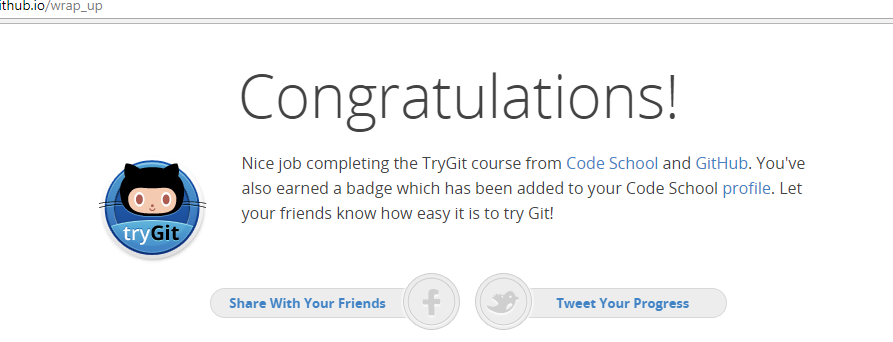 ithub.io/wrap_up
Congratulations!
Nice job completing the TryGit course from Code School and GitHub. You've
also earned a badge which has been added to your Code School profile. Let
your friends know how easy it is to try Git!
tryGit
Share With Your Friends
Tweet Your Progress